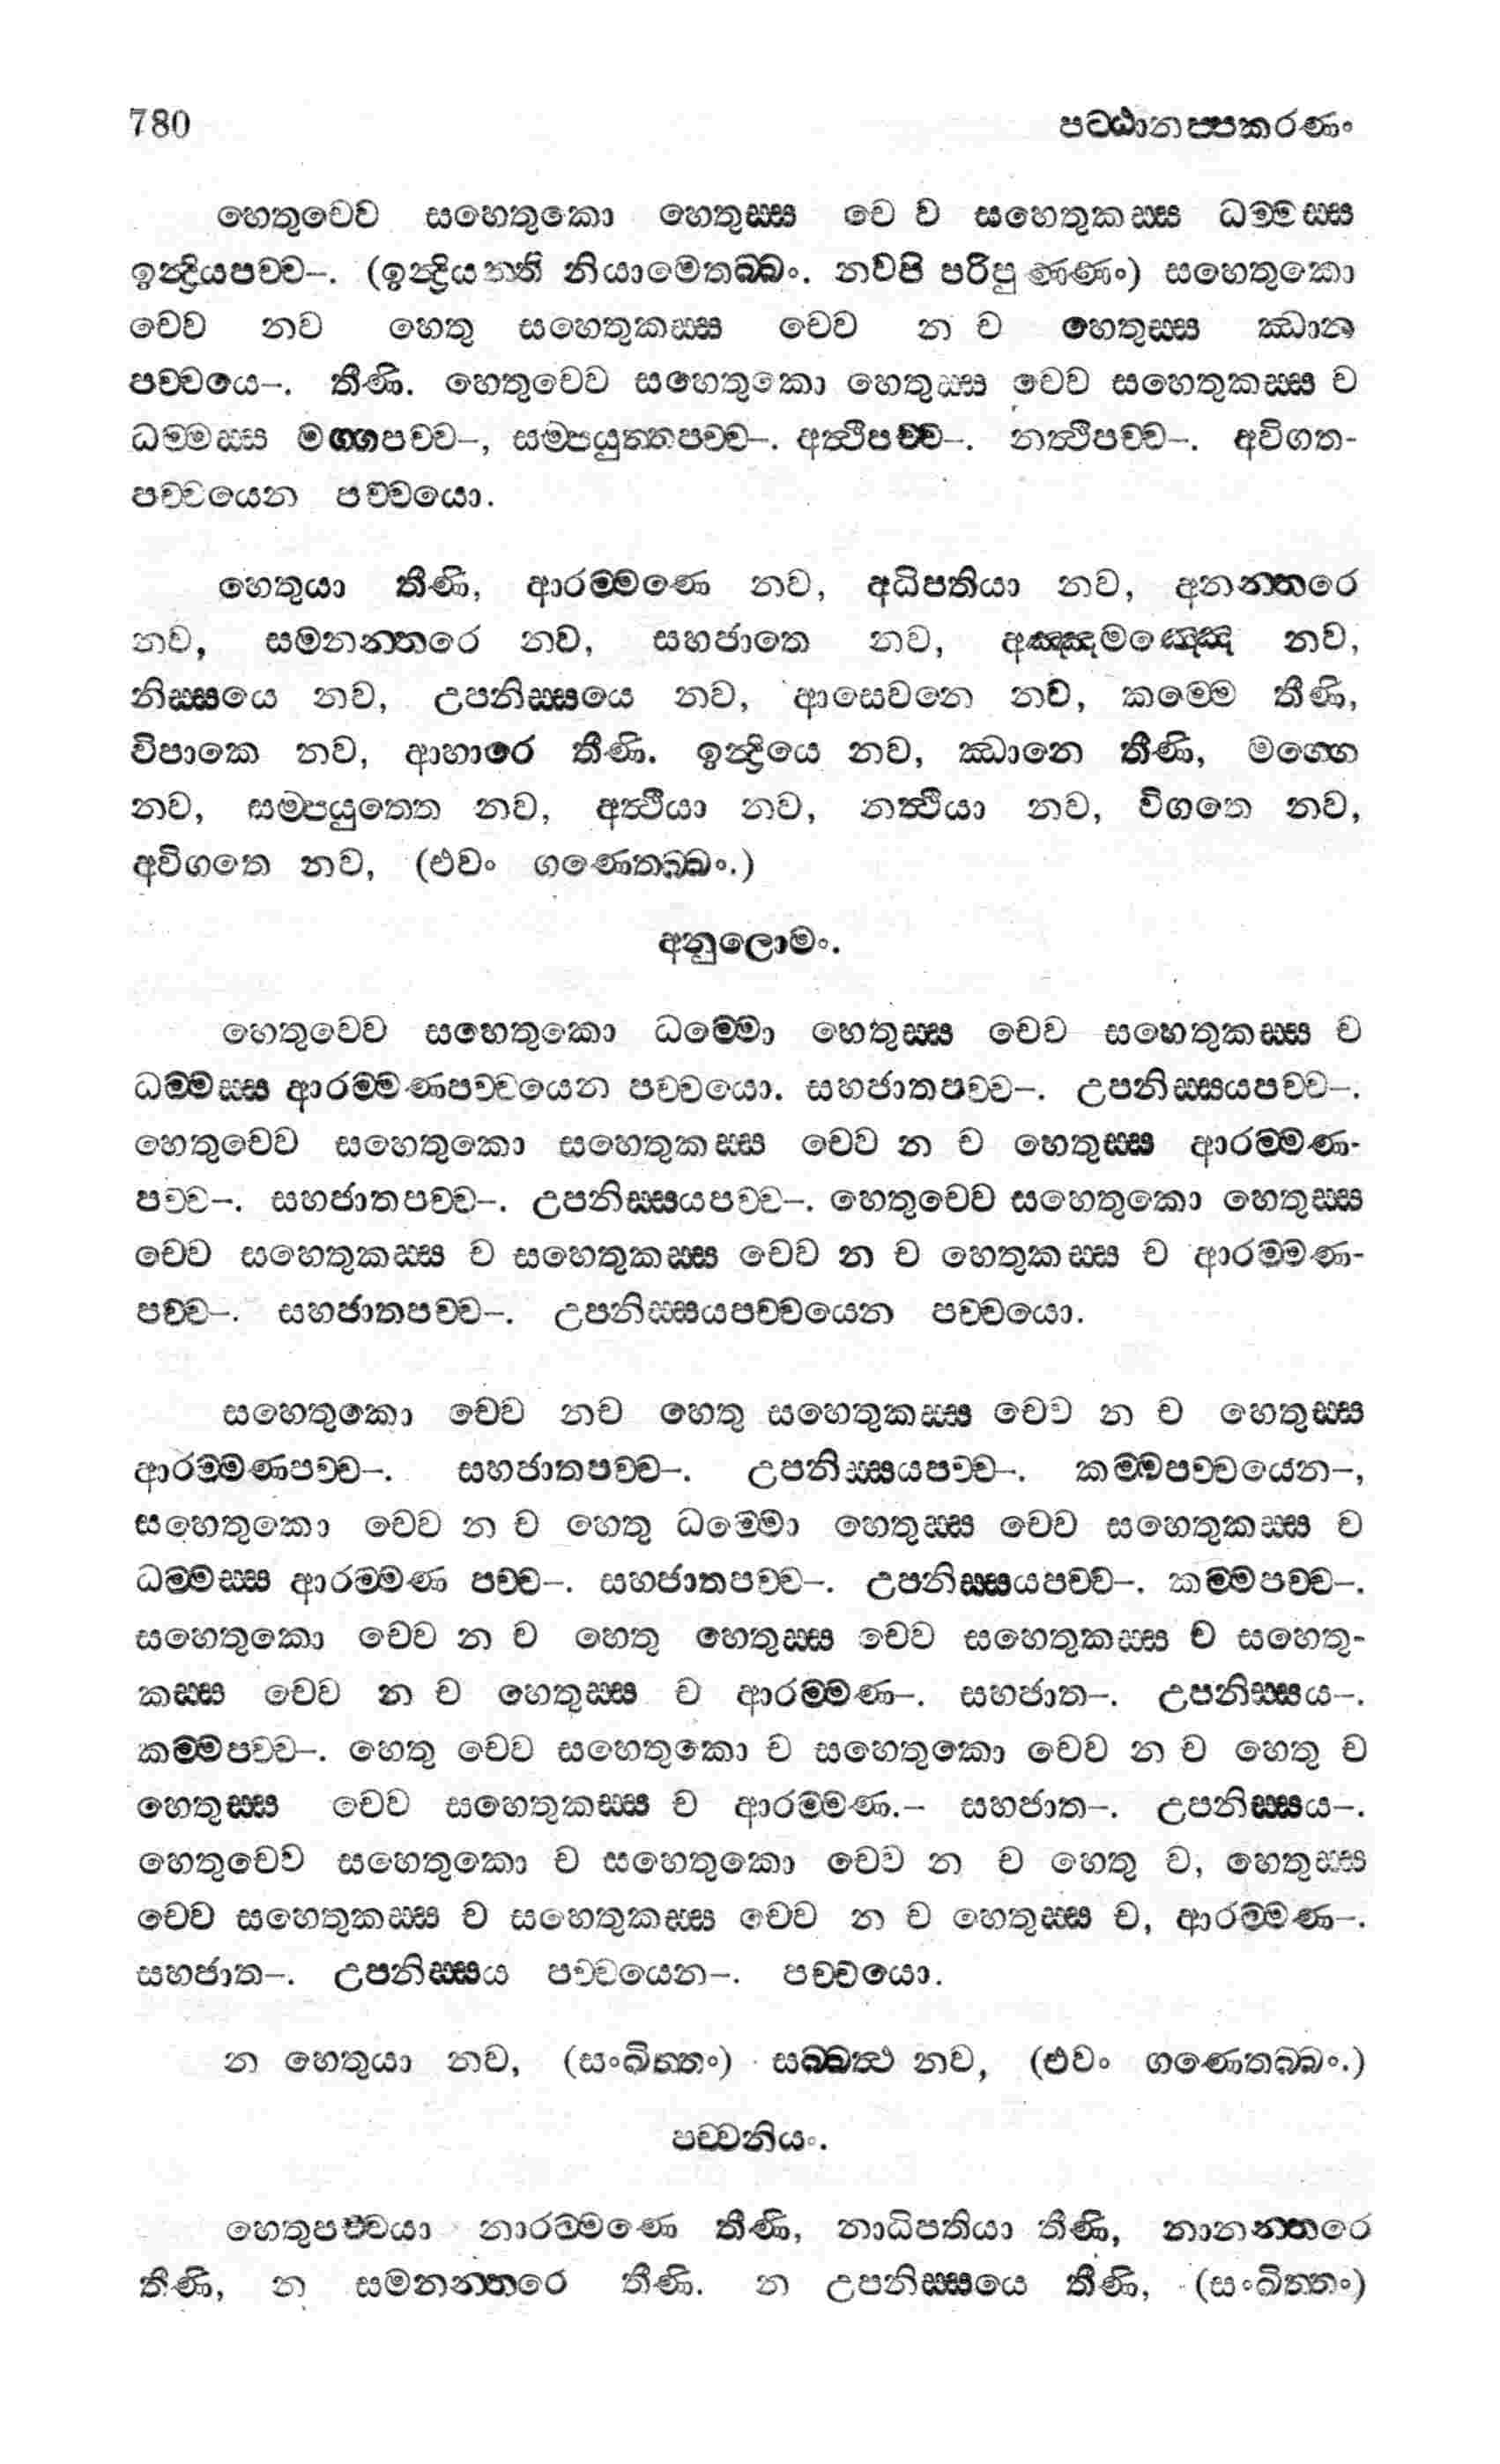 780 පට්ඨානප්පකරණං
හෙතුචෙව සහෙතුකො හෙතුස්ස චෙ ව සහෙතුකස්ස ධම්මස්ස
ඉන්ද්‍රියපච්ච–. (ඉන්ද්‍රියන්ති නියාමෙතබ්බං. නවපි පරිපුණ්ණං) සහෙතුකො
චෙව නච හෙතු සහෙතුකස්ස චෙව න ච හෙතුස්ස ඣාන
පච්චයෙ–. තීණි. හෙතුචෙව සහෙතුකො හෙතුස්ස චෙව සහෙතුකස්ස ච
ධම්මස්ස මග්ගපච්ච–, සම්පයුත්තපච්ච–. අත්ථිපච්ච–. නත්ථිපච්ච–. අවිගත-
පච්චයෙන පච්චයො.
හෙතුයා තීණි, ආරම්මණෙ නව, අධිපතියා නව, අනන්තරෙ
නව, සමනන්තරෙ නව, සහජාතෙ නව, අඤ්ඤමඤ්ඤෙ නව,
නිස්සයෙ නව, උපනිස්සයෙ නව, ආසෙවනෙ නව, කම්මෙ තීණි,
විපාකෙ නව, ආහාරෙ තීණි. ඉන්ද්‍රියෙ නව, ඣානෙ තීණි, මග්ගෙ
නව, සම්පයුත්තෙ නව, අත්ථියා නව, නත්ථියා නව, විගතෙ නව,
අවිගතෙ නව, (එවං ගණෙතබ්බං.)
අනුලොමං.
හෙතුචෙව සහෙතුකො ධම්මො හෙතුස්ස චෙව සහෙතුකස්ස ච
ධම්මස්ස ආරම්මණපච්චයෙන පච්චයො. සහජාතපච්ච–. උපනිස්සයපච්ච–.
හෙතුචෙව සහෙතුකො සහෙතුකස්ස චෙව න ච හෙතුස්ස ආරම්මණ-
පච්ච–. සහජාතපච්ච–. උපනිස්සයපච්ච–. හෙතුචෙව සහෙතුකො හෙතුස්ස
චෙව සහෙතුකස්ස ච සහෙතුකස්ස චෙව න ච හෙතුකස්ස ච ආරම්මණ-
පච්ච–. සහජාතපච්ච–. උපනිස්සයපච්චයෙන පච්චයො.
සහෙතුකො චෙව නච හෙතු සහෙතුකස්ස චෙව න ච හෙතුස්ස
ආරම්මණපච්ච–. සහජාතපච්ච–. උපනිස්සයපච්ච–. කම්මපච්චයෙන–,
සහෙතුකො චෙව න ච හෙතු ධම්මො හෙතුස්ස චෙව සහෙතුකස්ස ච
ධම්මස්ස ආරම්මණ පච්ච–. සහජාතපච්ච–. උපනිස්සයපච්ච–. කම්මපච්ච–.
සහෙතුකො චෙව න ච හෙතු හෙතුස්ස චෙව සහෙතුකස්ස ච සහෙතු-
කස්ස චෙව න ච හෙතුස්ස ච ආරම්මණ–. සහජාත–. උපනිස්සය–.
කම්මපච්ච–. හෙතු චෙව සහෙතුකො ච සහෙතුකො චෙව න ච හෙතු ච
හෙතුස්ස චෙව සහෙතුකස්ස ච ආරම්මණ.– සහජාත–. උපනිස්සය–.
හෙතුචෙව සහෙතුකො ච සහෙතුකො චෙව න ච හෙතු ච, හෙතුස්ස
චෙව සහෙතුකස්ස ච සහෙතුකස්ස චෙව න ච හෙතුස්ස ච, ආරම්මණ–.
සහජාත–. උපනිස්සය පච්චයෙන–. පච්චයො.
න හෙතුයා නව, (සංඛිත්තං) සබ්බත්ථ නව, (එවං ගණෙතබ්බං.)
පච්චනියං.
හෙතුපච්චයා නාරම්මණෙ තීණි, නාධිපතියා තීණි, නානන්තරෙ
තීණි, න සමනන්තරෙ තීණි. න උපනිස්සයෙ තීණි, (සංඛිත්තං)